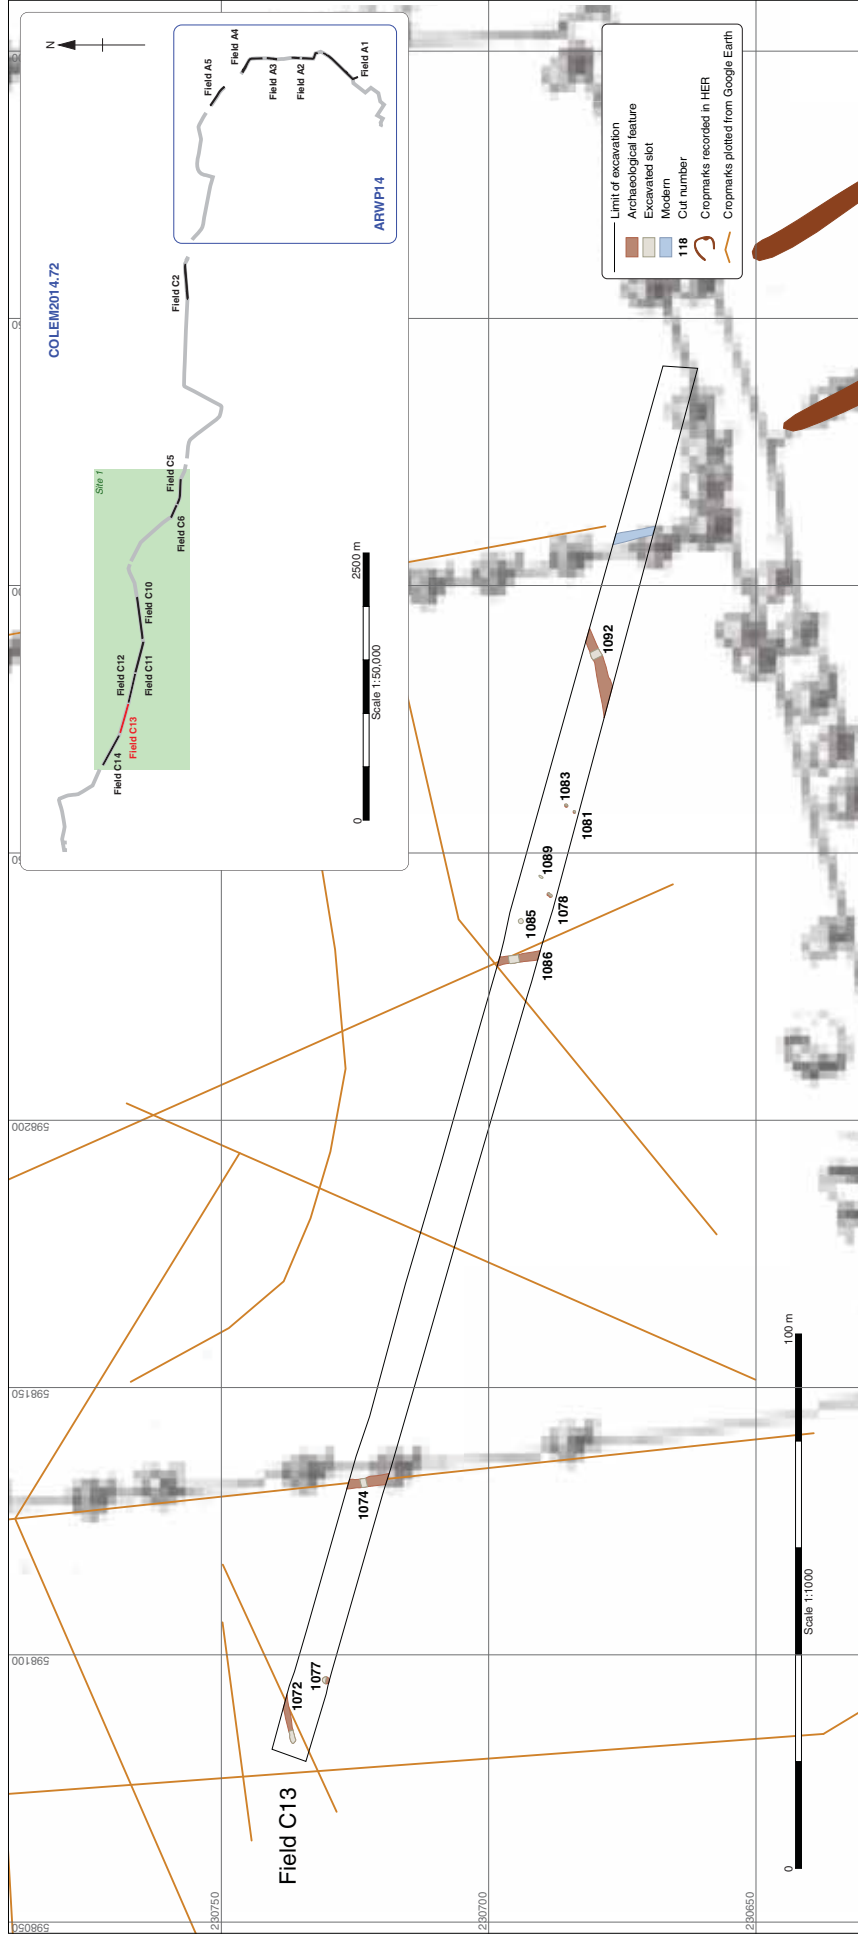 N
COLEM2014.72
ARWP14
Field A5
Field A4
Field A3
Field A2
Field A1
Field C2
Site 1
Field C5
Field C6
Field C10
Field C11
Field C12
Field C13
Field C14
0
2500 m
Scale 1:50,000
Limit of excavation
Archaeological feature
Excavated slot
Modern
118
Cut number
Cropmarks recorded in HER
Cropmarks plotted from Google Earth
Field C13
1072
1077
1074
1086
1085
1078
1089
1081
1083
1092
598050
598100
598150
598200
230750
230700
230650
0
100 m
Scale 1:1000